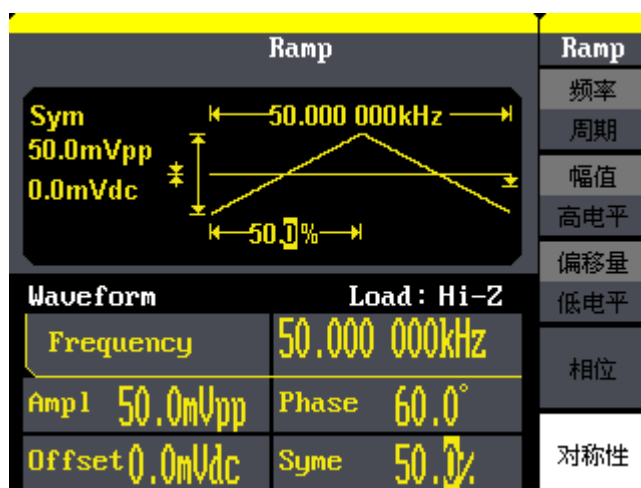 Ramp
Sym
50.000 000kHz
50.0mVpp
0.0mVdc
50.0%
Waveform Load: Hi-Z
Frequency 50.000 000kHz
Ampl 50.0mVpp Phase 60.0°
Offset 0.0mVdc Syme 50.0%
Ramp
频率
周期
幅值
高电平
偏移量
低电平
相位
对称性